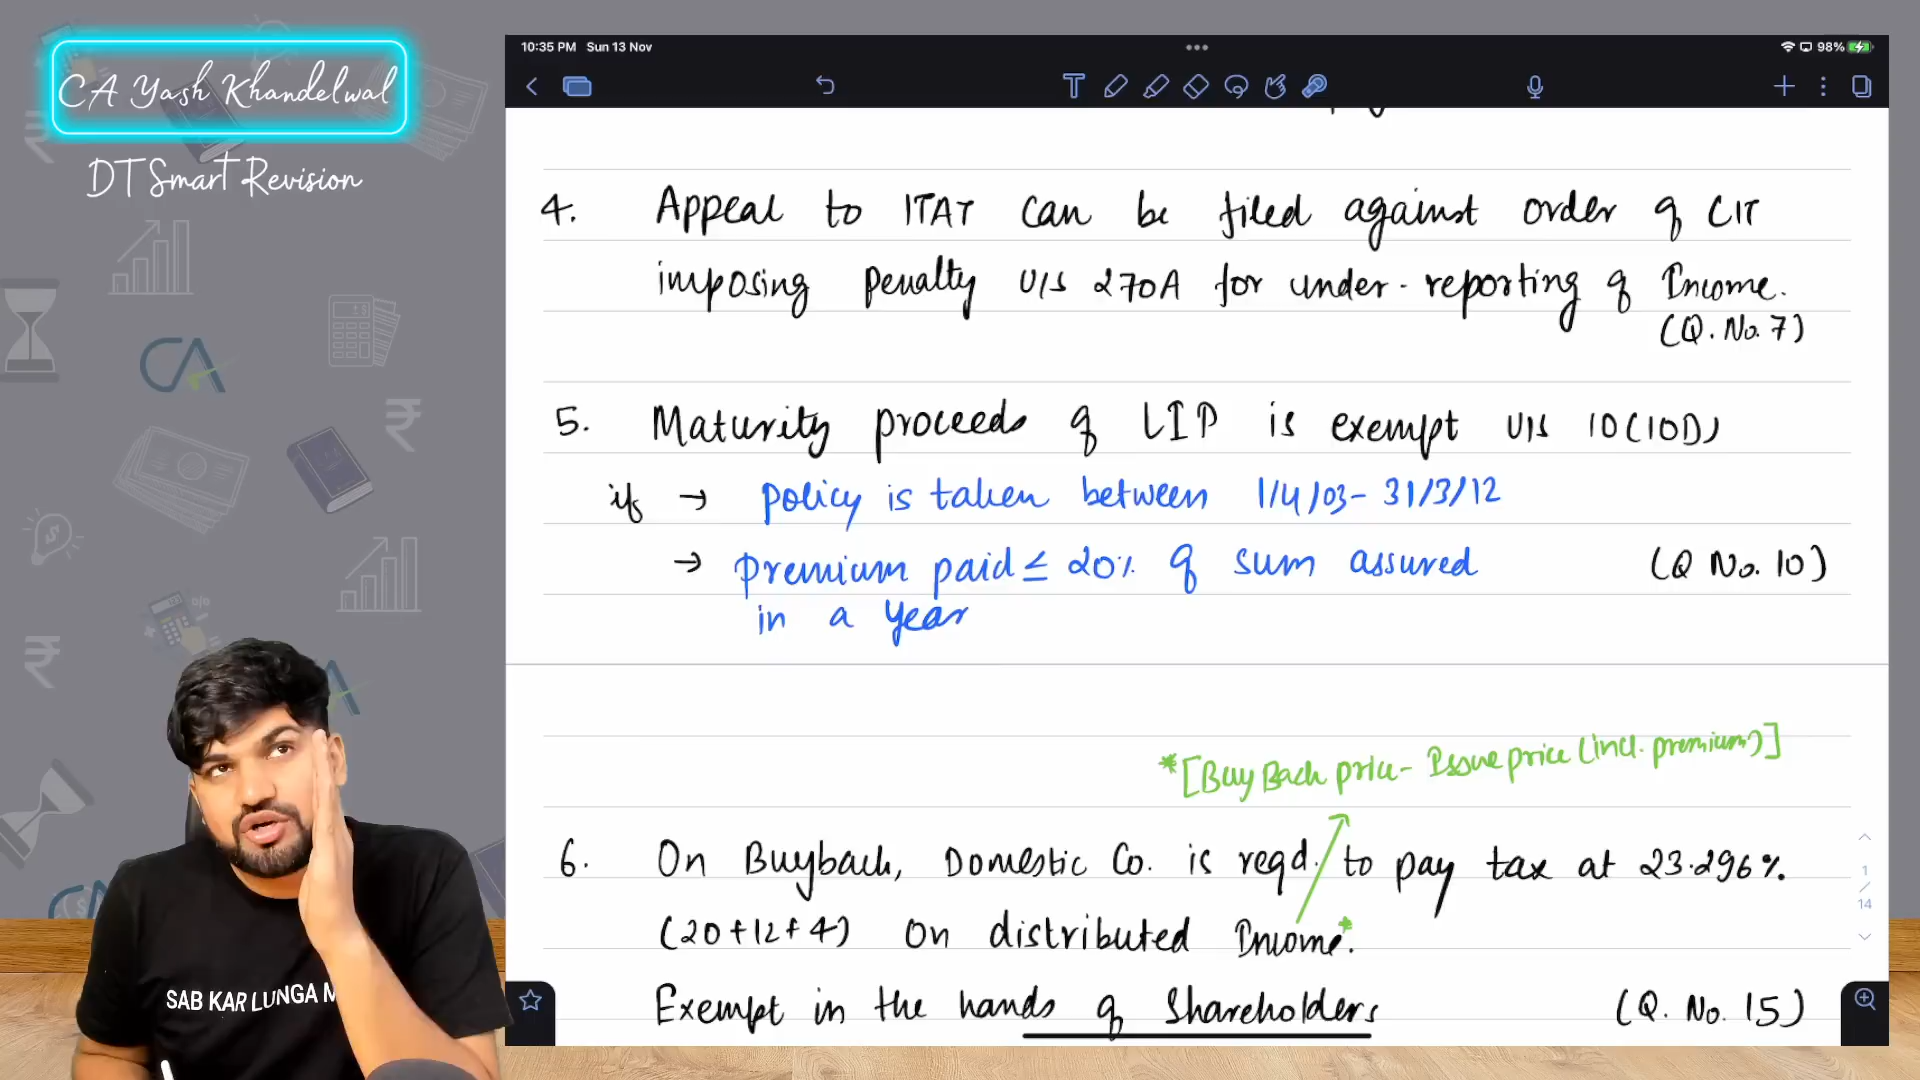 CA Yash Khandelwal
DT Smart Revision
10:35 PM Sun 13 Nov
98%
4. Appeal to ITAT can be filed against order of CIT
imposing penalty U/S 270A for under-reporting of Income.
(Q. No. 7)
5. Maturity proceeds of LIP is exempt U/S 10(10D)
if → policy is taken between 1/4/03 - 31/3/12
→ premium paid ≤ 20% of sum assured (Q No. 10)
in a year
*[BuyBack price - Issue price (incl. premium)]
6. On Buyback, Domestic Co. is reqd. to pay tax at 23.296%
(20+12+4) on distributed Income*.
Exempt in the hands of Shareholders (Q. No. 15)
1
/
14
SAB KAR LUNGA M